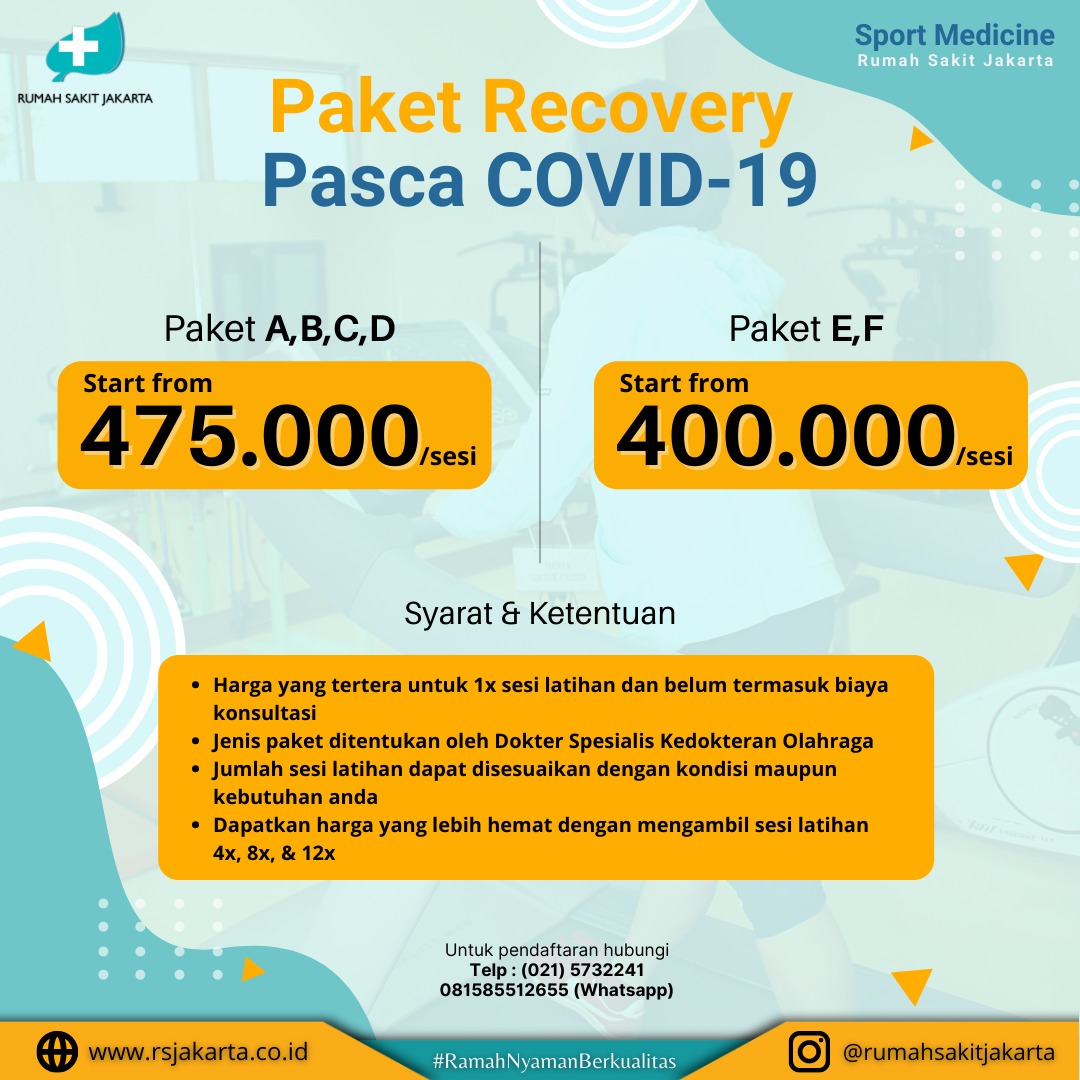 RUMAH SAKIT JAKARTA
Sport Medicine
Rumah Sakit Jakarta
Paket Recovery
Pasca COVID-19
Paket A,B,C,D
Start from
475.000/sesi
Paket E,F
Start from
400.000/sesi
Syarat & Ketentuan
• Harga yang tertera untuk 1x sesi latihan dan belum termasuk biaya
konsultasi
• Jenis paket ditentukan oleh Dokter Spesialis Kedokteran Olahraga
• Jumlah sesi latihan dapat disesuaikan dengan kondisi maupun
kebutuhan anda
• Dapatkan harga yang lebih hemat dengan mengambil sesi latihan
4x, 8x, & 12x
Untuk pendaftaran hubungi
Telp : (021) 5732241
081585512655 (Whatsapp)
www.rsjakarta.co.id
#RamahNyamanBerkualitas
@rumahsakitjakarta